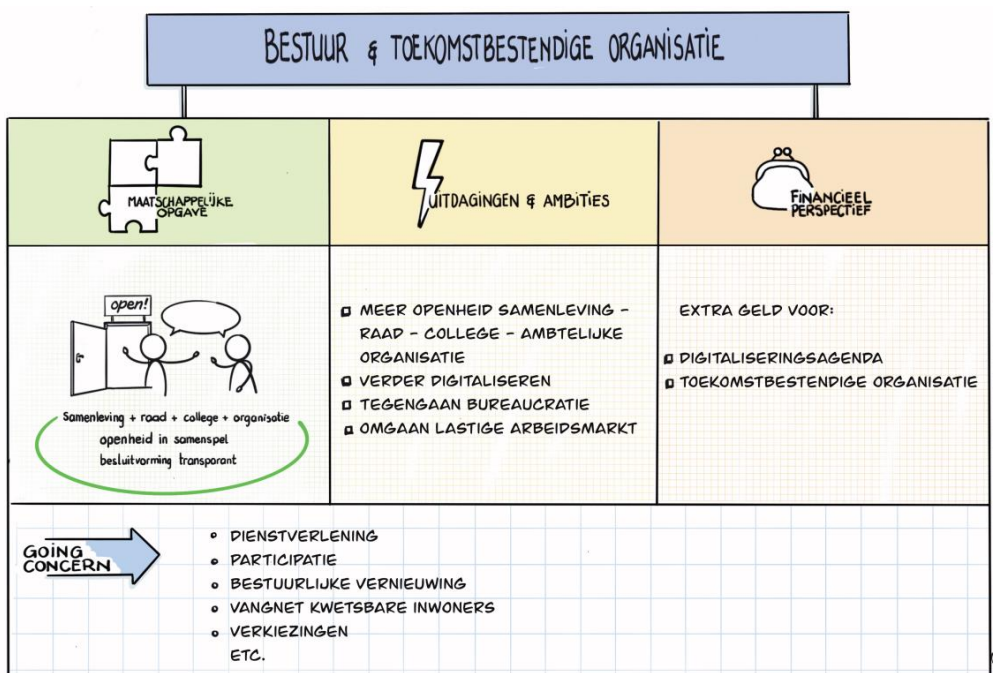 BESTUUR & TOEKOMSTBESTENDIGE ORGANISATIE
MAATSCHAPPELIJKE
OPGAVE
UITDAGINGEN & AMBITIES
FINANCIEEL
PERSPECTIEF
open!
Samenleving + raad + college + organisatie
openheid in samenspel
besluitvorming transparant
MEER OPENHEID SAMENLEVING -
RAAD - COLLEGE - AMBTELIJKE
ORGANISATIE
VERDER DIGITALISEREN
TEGENGAAN BUREAUCRATIE
OMGAAN LASTIGE ARBEIDSMARKT
EXTRA GELD VOOR:
DIGITALISERINGSAGENDA
TOEKOMSTBESTENDIGE ORGANISATIE
GOING
CONCERN
DIENSTVERLENING
PARTICIPATIE
BESTUURLIJKE VERNIEUWING
VANGNET KWETSBARE INWONERS
VERKIEZINGEN
ETC.